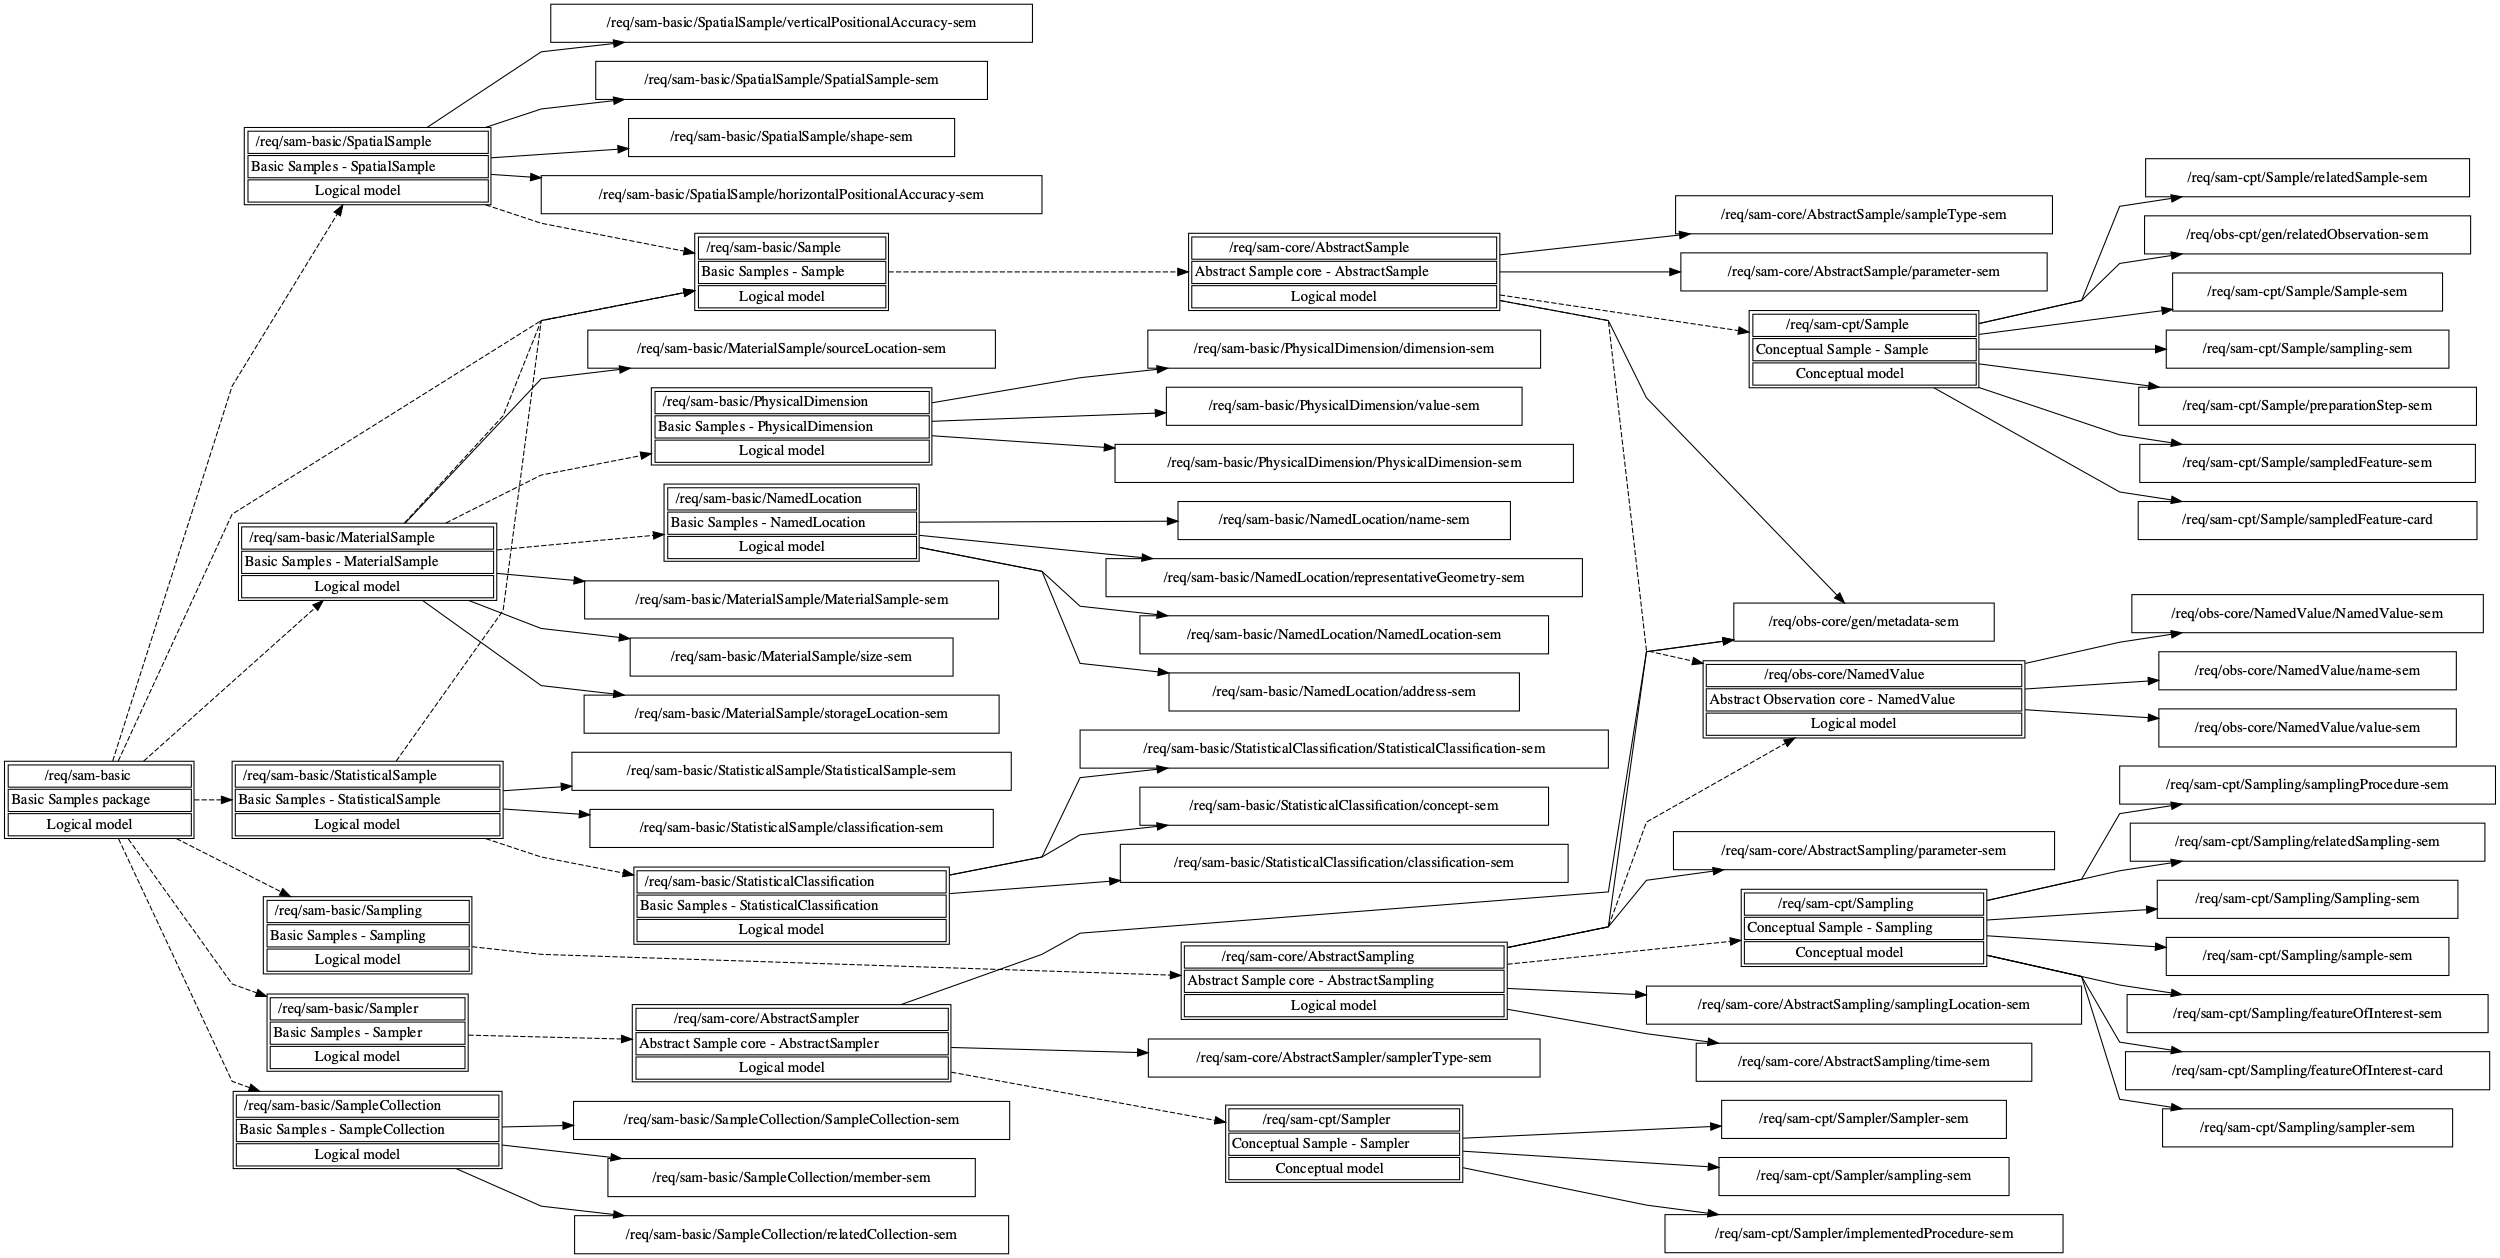 /req/sam-basic/SpatialSample/verticalPositionalAccuracy-sem
/req/sam-basic/SpatialSample/SpatialSample-sem
/req/sam-basic/SpatialSample
Basic Samples - SpatialSample
Logical model
/req/sam-basic/SpatialSample/shape-sem
/req/sam-basic/SpatialSample/horizontalPositionalAccuracy-sem
/req/sam-basic/Sample
Basic Samples - Sample
Logical model
/req/sam-core/AbstractSample
Abstract Sample core - AbstractSample
Logical model
/req/sam-core/AbstractSample/sampleType-sem
/req/sam-core/AbstractSample/parameter-sem
/req/sam-cpt/Sample
Conceptual Sample - Sample
Conceptual model
/req/sam-cpt/Sample/relatedSample-sem
/req/obs-cpt/gen/relatedObservation-sem
/req/sam-cpt/Sample/Sample-sem
/req/sam-cpt/Sample/sampling-sem
/req/sam-cpt/Sample/preparationStep-sem
/req/sam-cpt/Sample/sampledFeature-sem
/req/sam-cpt/Sample/sampledFeature-card
/req/sam-basic/MaterialSample/sourceLocation-sem
/req/sam-basic/PhysicalDimension
Basic Samples - PhysicalDimension
Logical model
/req/sam-basic/PhysicalDimension/dimension-sem
/req/sam-basic/PhysicalDimension/value-sem
/req/sam-basic/PhysicalDimension/PhysicalDimension-sem
/req/sam-basic/NamedLocation
Basic Samples - NamedLocation
Logical model
/req/sam-basic/NamedLocation/name-sem
/req/sam-basic/NamedLocation/representativeGeometry-sem
/req/sam-basic/NamedLocation/NamedLocation-sem
/req/sam-basic/NamedLocation/address-sem
/req/sam-basic/MaterialSample
Basic Samples - MaterialSample
Logical model
/req/sam-basic/MaterialSample/MaterialSample-sem
/req/sam-basic/MaterialSample/size-sem
/req/sam-basic/MaterialSample/storageLocation-sem
/req/obs-core/gen/metadata-sem
/req/obs-core/NamedValue
Abstract Observation core - NamedValue
Logical model
/req/obs-core/NamedValue/NamedValue-sem
/req/obs-core/NamedValue/name-sem
/req/obs-core/NamedValue/value-sem
/req/sam-basic
Basic Samples package
Logical model
/req/sam-basic/StatisticalSample
Basic Samples - StatisticalSample
Logical model
/req/sam-basic/StatisticalSample/StatisticalSample-sem
/req/sam-basic/StatisticalSample/classification-sem
/req/sam-basic/StatisticalClassification
Basic Samples - StatisticalClassification
Logical model
/req/sam-basic/StatisticalClassification/StatisticalClassification-sem
/req/sam-basic/StatisticalClassification/concept-sem
/req/sam-basic/StatisticalClassification/classification-sem
/req/sam-basic/Sampling
Basic Samples - Sampling
Logical model
/req/sam-core/AbstractSampling
Abstract Sample core - AbstractSampling
Logical model
/req/sam-core/AbstractSampling/parameter-sem
/req/sam-cpt/Sampling
Conceptual Sample - Sampling
Conceptual model
/req/sam-core/AbstractSampling/samplingLocation-sem
/req/sam-core/AbstractSampling/time-sem
/req/sam-cpt/Sampling/samplingProcedure-sem
/req/sam-cpt/Sampling/relatedSampling-sem
/req/sam-cpt/Sampling/Sampling-sem
/req/sam-cpt/Sampling/sample-sem
/req/sam-cpt/Sampling/featureOfInterest-sem
/req/sam-cpt/Sampling/featureOfInterest-card
/req/sam-cpt/Sampling/sampler-sem
/req/sam-basic/Sampler
Basic Samples - Sampler
Logical model
/req/sam-core/AbstractSampler
Abstract Sample core - AbstractSampler
Logical model
/req/sam-core/AbstractSampler/samplerType-sem
/req/sam-cpt/Sampler
Conceptual Sample - Sampler
Conceptual model
/req/sam-cpt/Sampler/Sampler-sem
/req/sam-cpt/Sampler/sampling-sem
/req/sam-cpt/Sampler/implementedProcedure-sem
/req/sam-basic/SampleCollection
Basic Samples - SampleCollection
Logical model
/req/sam-basic/SampleCollection/SampleCollection-sem
/req/sam-basic/SampleCollection/member-sem
/req/sam-basic/SampleCollection/relatedCollection-sem